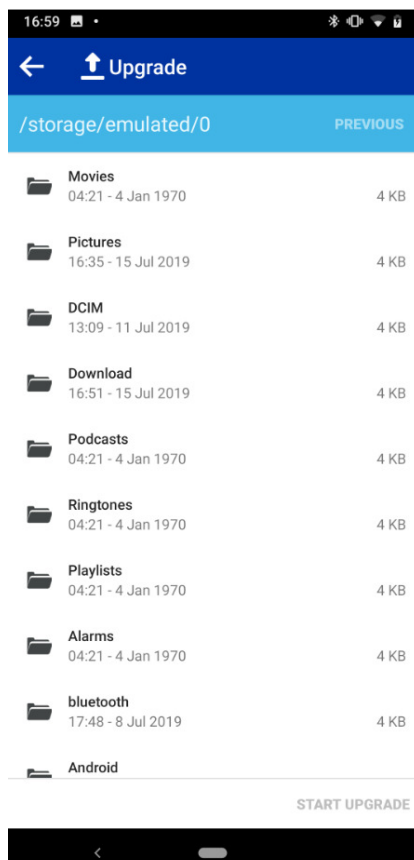 16:59
Upgrade
/storage/emulated/0 PREVIOUS
Movies
04:21 - 4 Jan 1970 4 KB
Pictures
16:35 - 15 Jul 2019 4 KB
DCIM
13:09 - 11 Jul 2019 4 KB
Download
16:51 - 15 Jul 2019 4 KB
Podcasts
04:21 - 4 Jan 1970 4 KB
Ringtones
04:21 - 4 Jan 1970 4 KB
Playlists
04:21 - 4 Jan 1970 4 KB
Alarms
04:21 - 4 Jan 1970 4 KB
bluetooth
17:48 - 8 Jul 2019 4 KB
Android
START UPGRADE